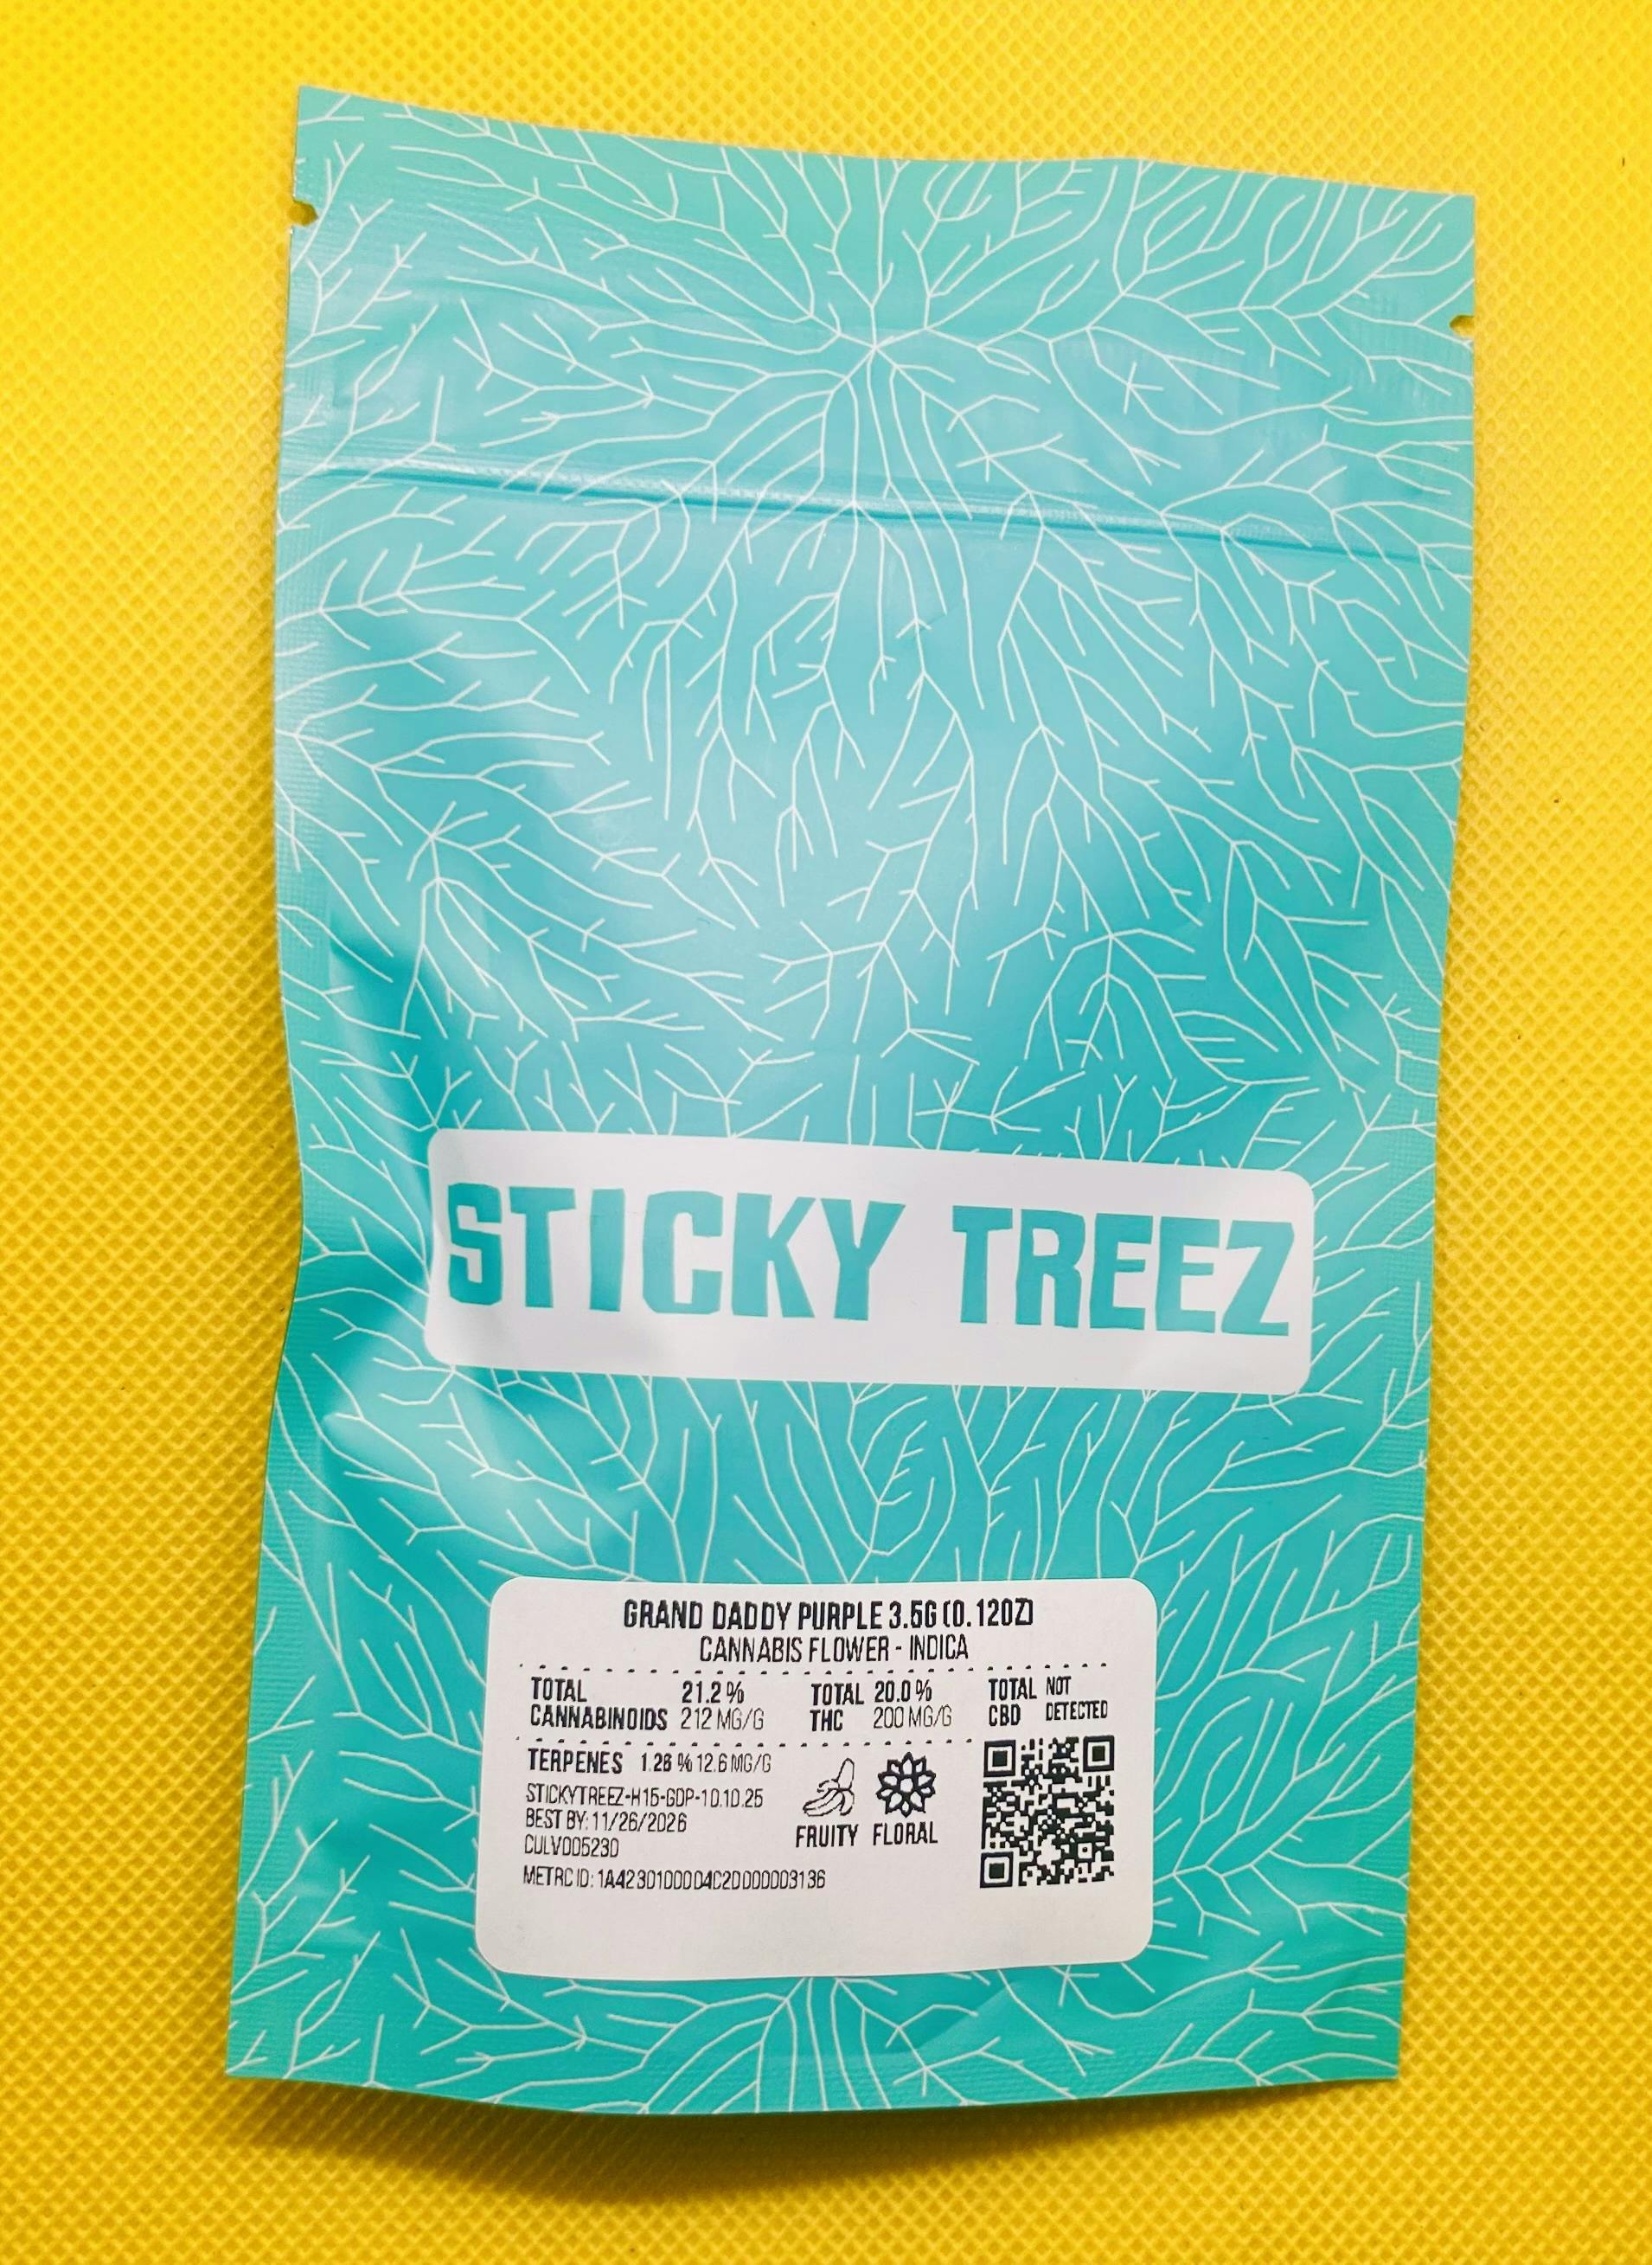 STICKY TREEZ
GRAND DADDY PURPLE 3.5G (0.12OZ)
CANNABIS FLOWER - INDICA
TOTAL 21.2% TOTAL 20.0% TOTAL NOT
CANNABINOIDS 212 MG/G THC 200 MG/G CBD DETECTED
TERPENES 1.26 % 12.6 MG/G
STICKYTREEZ-H15-GDP-10.10.25
BEST BY: 11/26/2026
CULV005230
METRC ID: 1A4230100004C2D000003136
FRUITY FLORAL